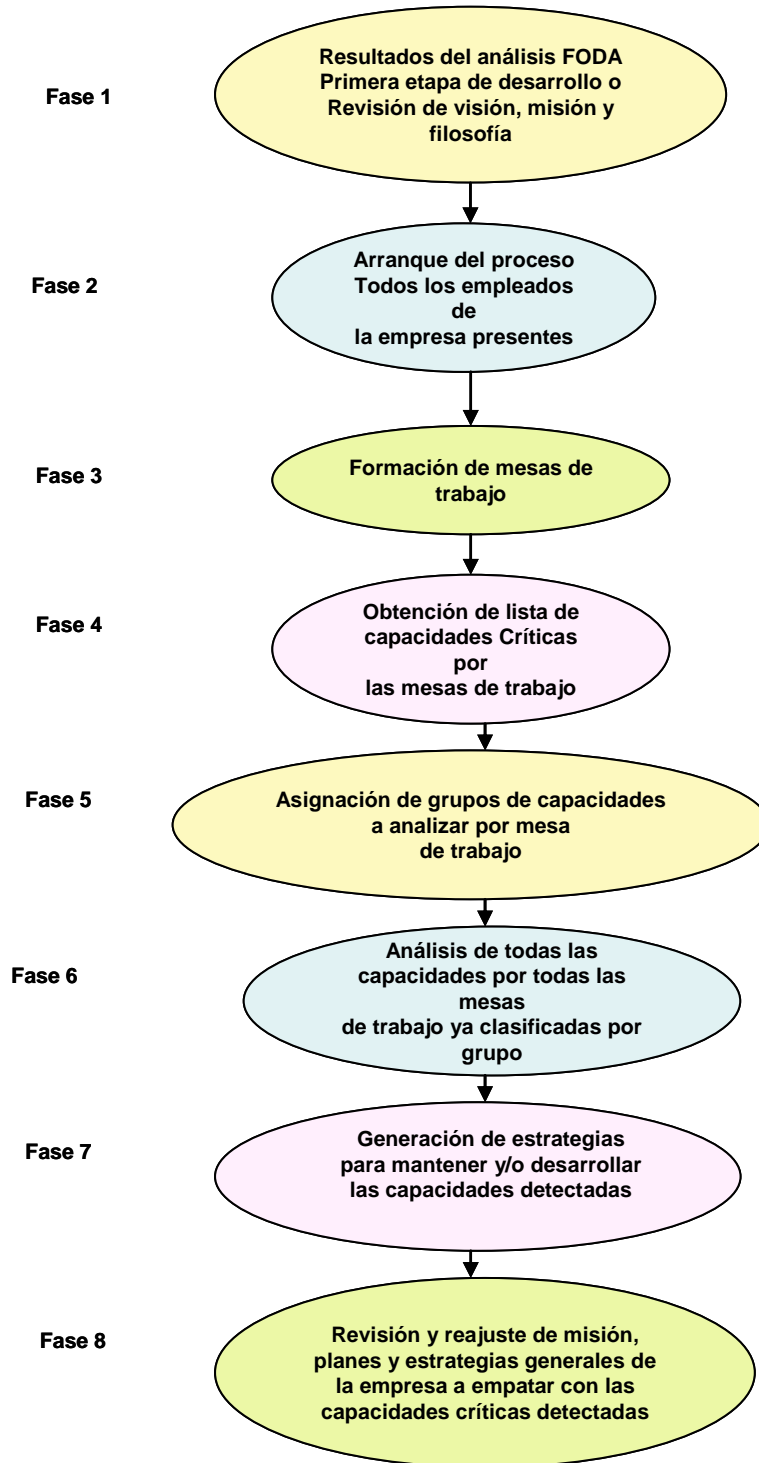 Fase 1
Resultados del análisis FODA
Primera etapa de desarrollo o
Revisión de visión, misión y
filosofía
Fase 2
Arranque del proceso
Todos los empleados
de
la empresa presentes
Fase 3
Formación de mesas de
trabajo
Fase 4
Obtención de lista de
capacidades Críticas
por
las mesas de trabajo
Fase 5
Asignación de grupos de capacidades
a analizar por mesa
de trabajo
Fase 6
Análisis de todas las
capacidades por todas las
mesas
de trabajo ya clasificadas por
grupo
Fase 7
Generación de estrategias
para mantener y/o desarrollar
las capacidades detectadas
Fase 8
Revisión y reajuste de misión,
planes y estrategias generales de
la empresa a empatar con las
capacidades críticas detectadas